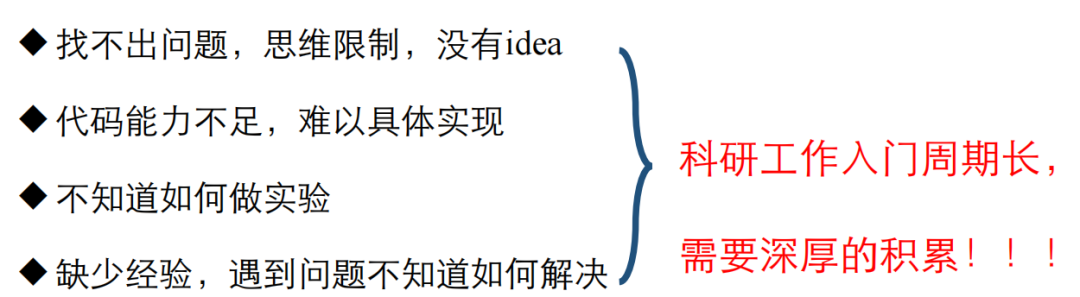 ◆ 找不出问题，思维限制，没有idea
◆ 代码能力不足，难以具体实现
◆ 不知道如何做实验
◆ 缺少经验，遇到问题不知道如何解决
科研工作入门周期长，
需要深厚的积累！！！